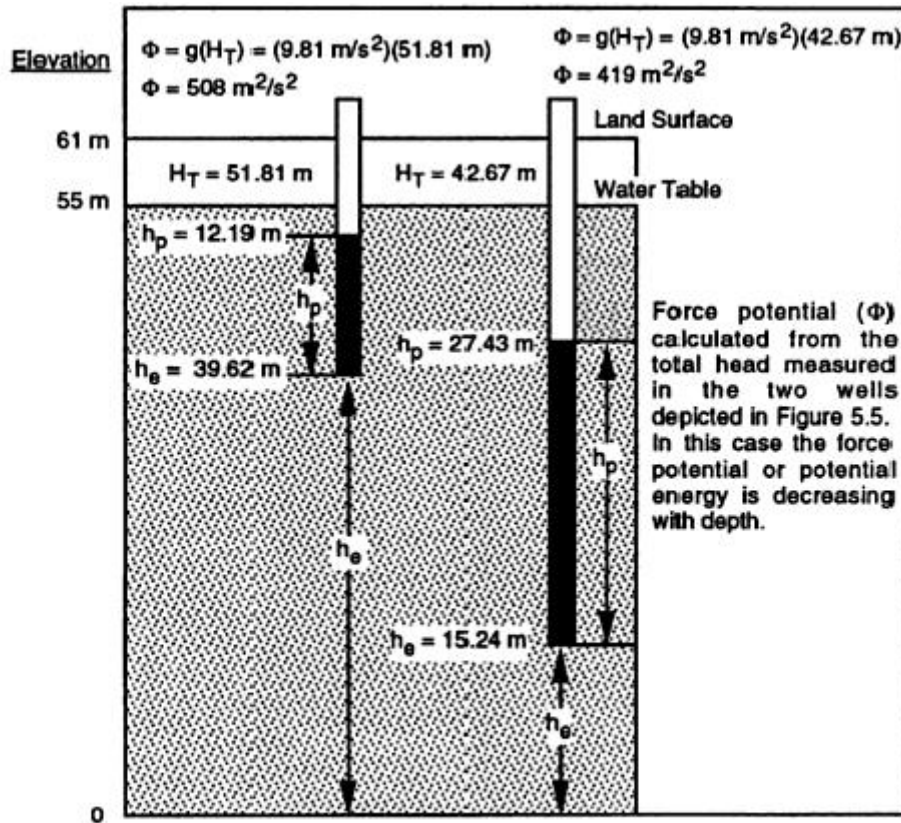 Φ = g(H_T) = (9.81 m/s²)(51.81 m)
Φ = 508 m²/s²
Φ = g(H_T) = (9.81 m/s²)(42.67 m)
Φ = 419 m²/s²
Elevation
Land Surface
61 m
H_T = 51.81 m
H_T = 42.67 m
Water Table
55 m
h_p = 12.19 m
h_p
h_e = 39.62 m
h_p = 27.43 m
h_p
h_e
h_e = 15.24 m
h_e
0
Force potential (Φ)
calculated from the
total head measured
in the two wells
depicted in Figure 5.5.
In this case the force
potential or potential
energy is decreasing
with depth.